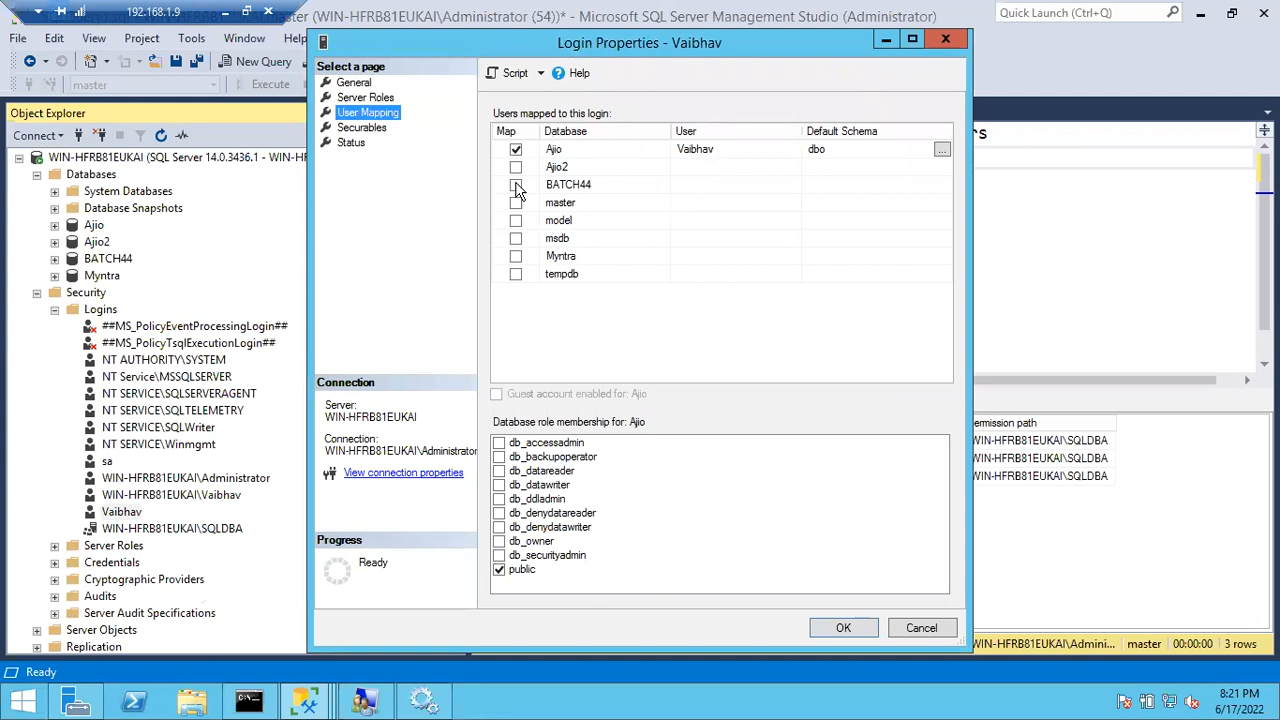 192.168.1.9
master (WIN-HFRB81EUKAI\Administrator (54))* - Microsoft SQL Server Management Studio (Administrator)
Quick Launch (Ctrl+Q)
File Edit View Project Tools Window Help
New Query
master
Execute
Object Explorer
Connect
WIN-HFRB81EUKAI (SQL Server 14.0.3436.1 - WIN-HFRB81EUKA
Databases
System Databases
Database Snapshots
Ajio
Ajio2
BATCH44
Myntra
Security
Logins
##MS_PolicyEventProcessingLogin##
##MS_PolicyTsqlExecutionLogin##
NT AUTHORITY\SYSTEM
NT Service\MSSQLSERVER
NT SERVICE\SQLSERVERAGENT
NT SERVICE\SQLTELEMETRY
NT SERVICE\SQLWriter
NT SERVICE\Winmgmt
sa
WIN-HFRB81EUKAI\Administrator
WIN-HFRB81EUKAI\Vaibhav
Vaibhav
WIN-HFRB81EUKAI\SQLDBA
Server Roles
Credentials
Cryptographic Providers
Audits
Server Audit Specifications
Server Objects
Replication
Login Properties - Vaibhav
Select a page
General
Server Roles
User Mapping
Securables
Status
Connection
Server:
WIN-HFRB81EUKAI
Connection:
WIN-HFRB81EUKAI\Administrator
View connection properties
Progress
Ready
Script Help
Users mapped to this login:
Map Database User Default Schema
Ajio Vaibhav dbo ...
Ajio2
BATCH44
master
model
msdb
Myntra
tempdb
Guest account enabled for: Ajio
Database role membership for: Ajio
db_accessadmin
db_backupoperator
db_datareader
db_datawriter
db_ddladmin
db_denydatareader
db_denydatawriter
db_owner
db_securityadmin
public
OK Cancel
rs
ermission path
WIN-HFRB81EUKAI\SQLDBA
WIN-HFRB81EUKAI\SQLDBA
WIN-HFRB81EUKAI\SQLDBA
WIN-HFRB81EUKAI\Admini... master 00:00:00 3 rows
Ready
8:21 PM
6/17/2022